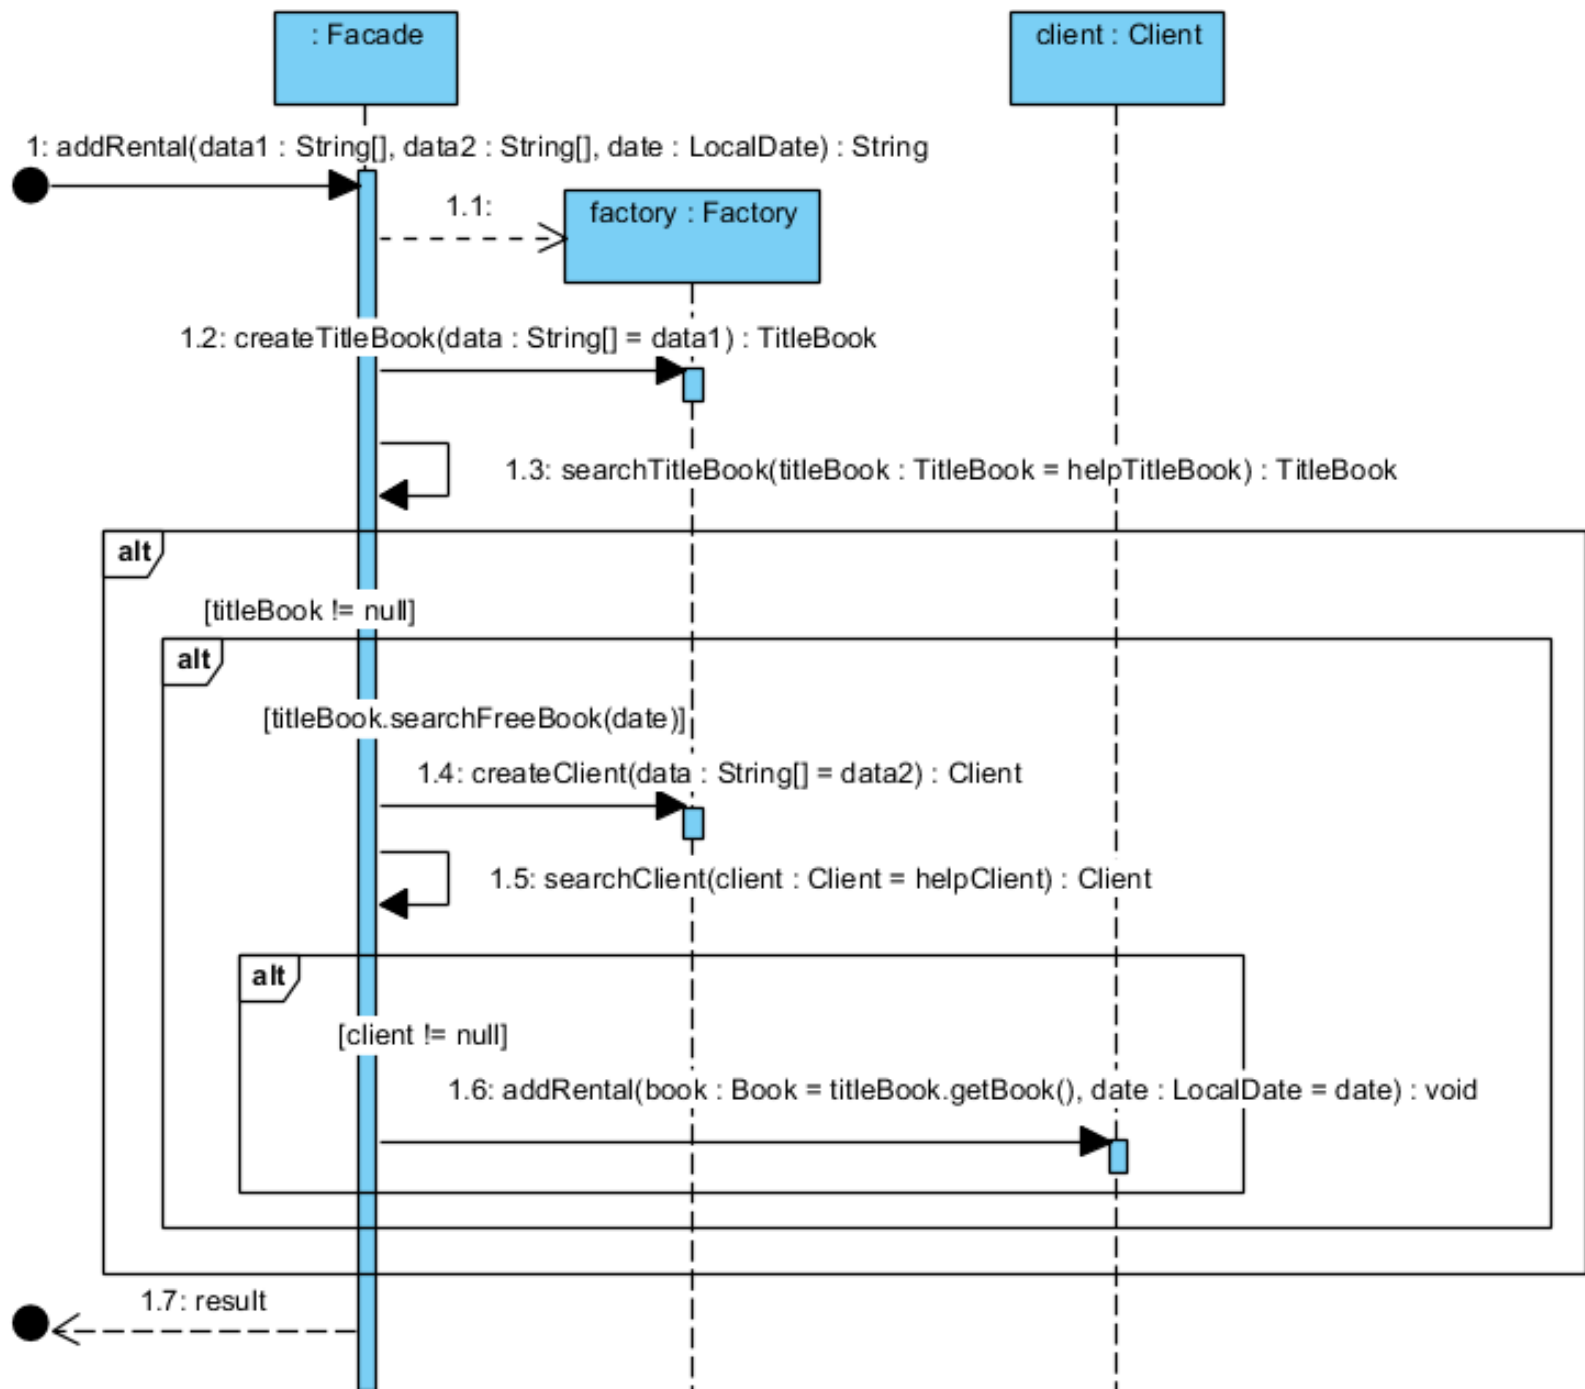 : Facade
client : Client
1: addRental(data1 : String[], data2 : String[], date : LocalDate) : String
1.1:
factory : Factory
1.2: createTitleBook(data : String[] = data1) : TitleBook
1.3: searchTitleBook(titleBook : TitleBook = helpTitleBook) : TitleBook
alt
[titleBook != null]
alt
[titleBook.searchFreeBook(date)]
1.4: createClient(data : String[] = data2) : Client
1.5: searchClient(client : Client = helpClient) : Client
alt
[client != null]
1.6: addRental(book : Book = titleBook.getBook(), date : LocalDate = date) : void
1.7: result